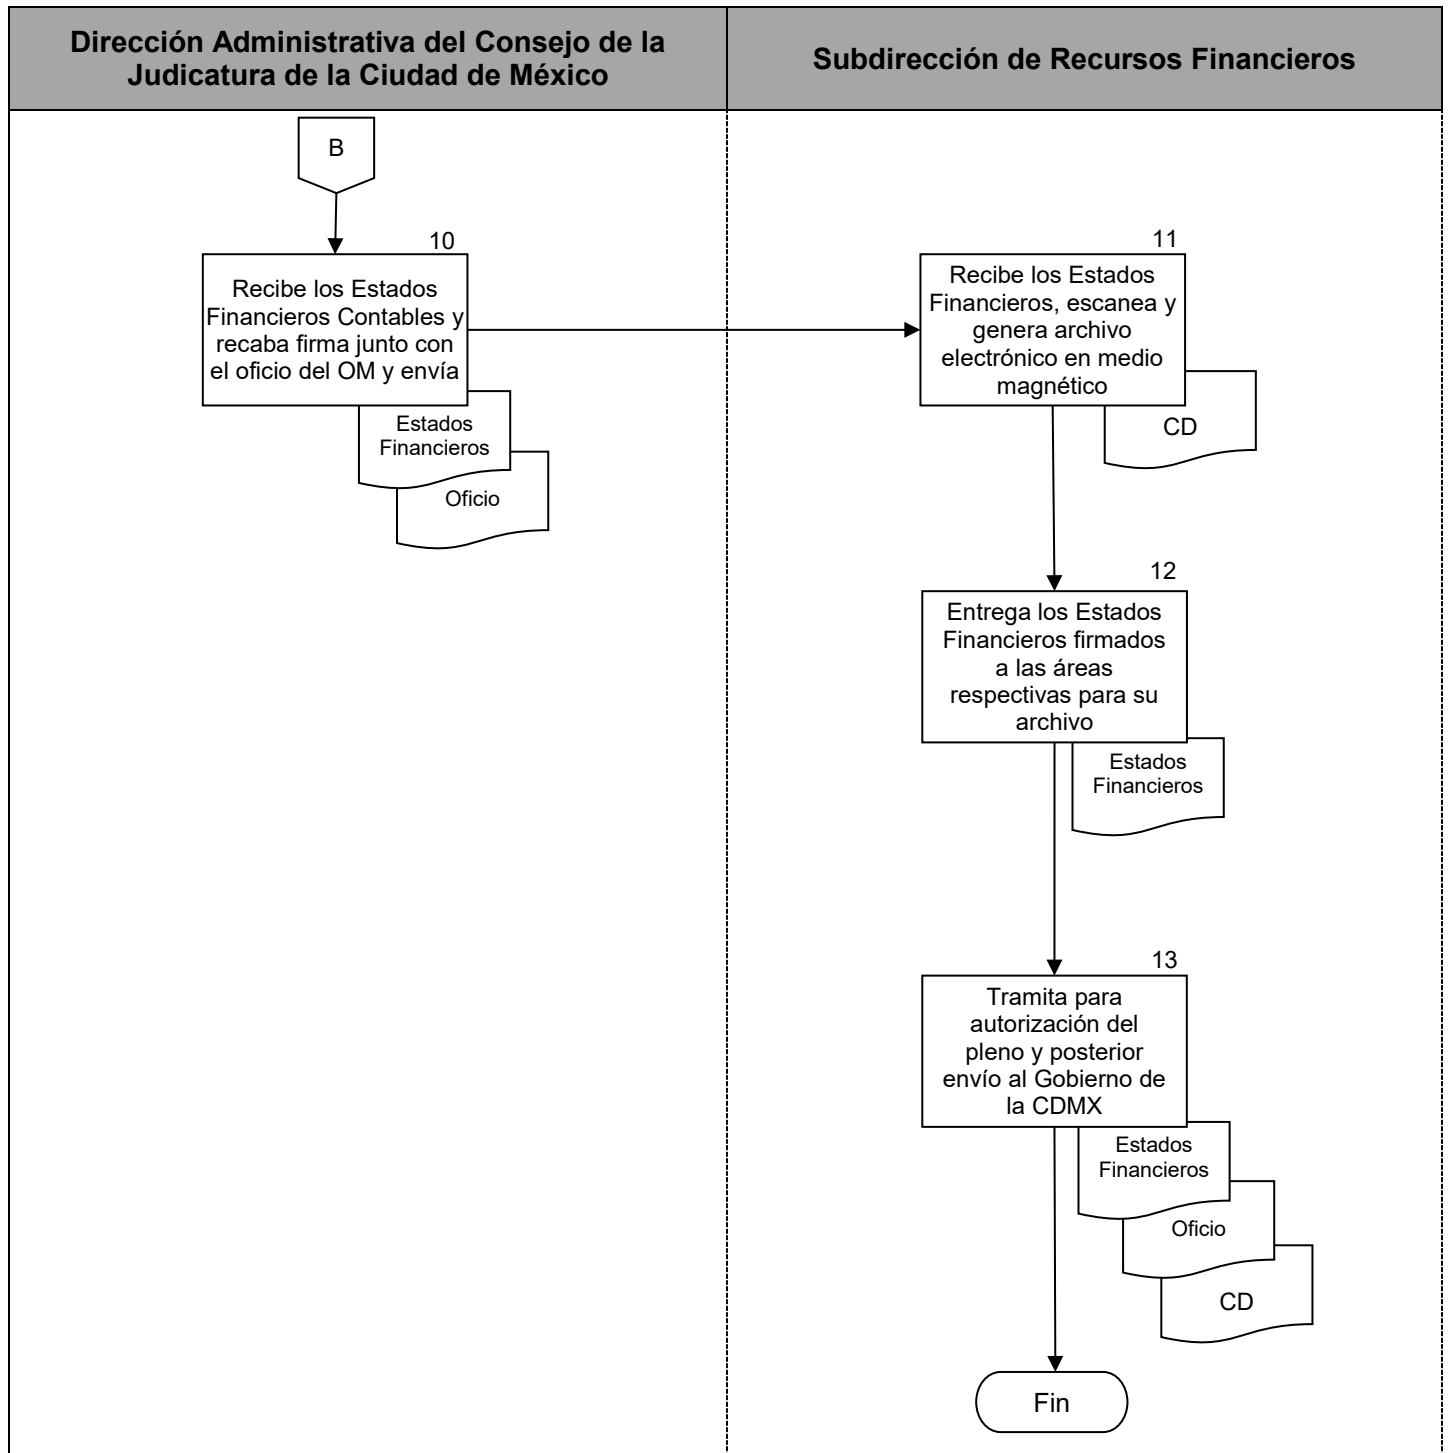 Dirección Administrativa del Consejo de la
Judicatura de la Ciudad de México
Subdirección de Recursos Financieros
B
10
Recibe los Estados
Financieros Contables y
recaba firma junto con
el oficio del OM y envía
Estados
Financieros
Oficio
11
Recibe los Estados
Financieros, escanea y
genera archivo
electrónico en medio
magnético
CD
12
Entrega los Estados
Financieros firmados
a las áreas
respectivas para su
archivo
Estados
Financieros
13
Tramita para
autorización del
pleno y posterior
envío al Gobierno de
la CDMX
Estados
Financieros
Oficio
CD
Fin